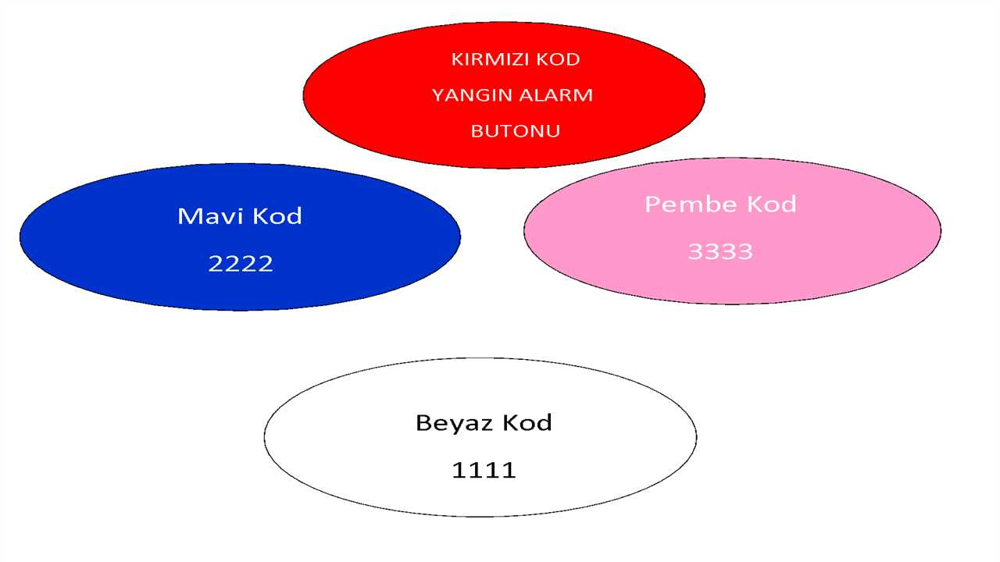 KIRMIZI KOD
YANGIN ALARM
BUTONU
Mavi Kod
2222
Pembe Kod
3333
Beyaz Kod
1111